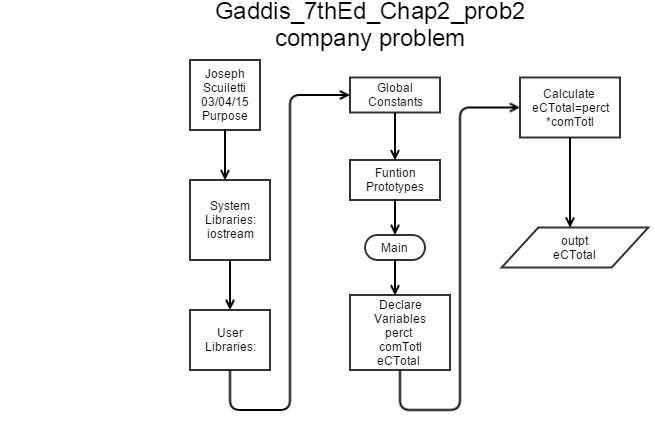 Gaddis_7thEd_Chap2_prob2
company problem
Joseph
Sculletti
03/04/15
Purpose
System
Libraries:
iostream
User
Libraries:
Global
Constants
Funtion
Prototypes
Main
Declare
Variables
perct
comTotl
eCTotal
Calculate
eCTotal=perct
*comTotl
outpt
eCTotal